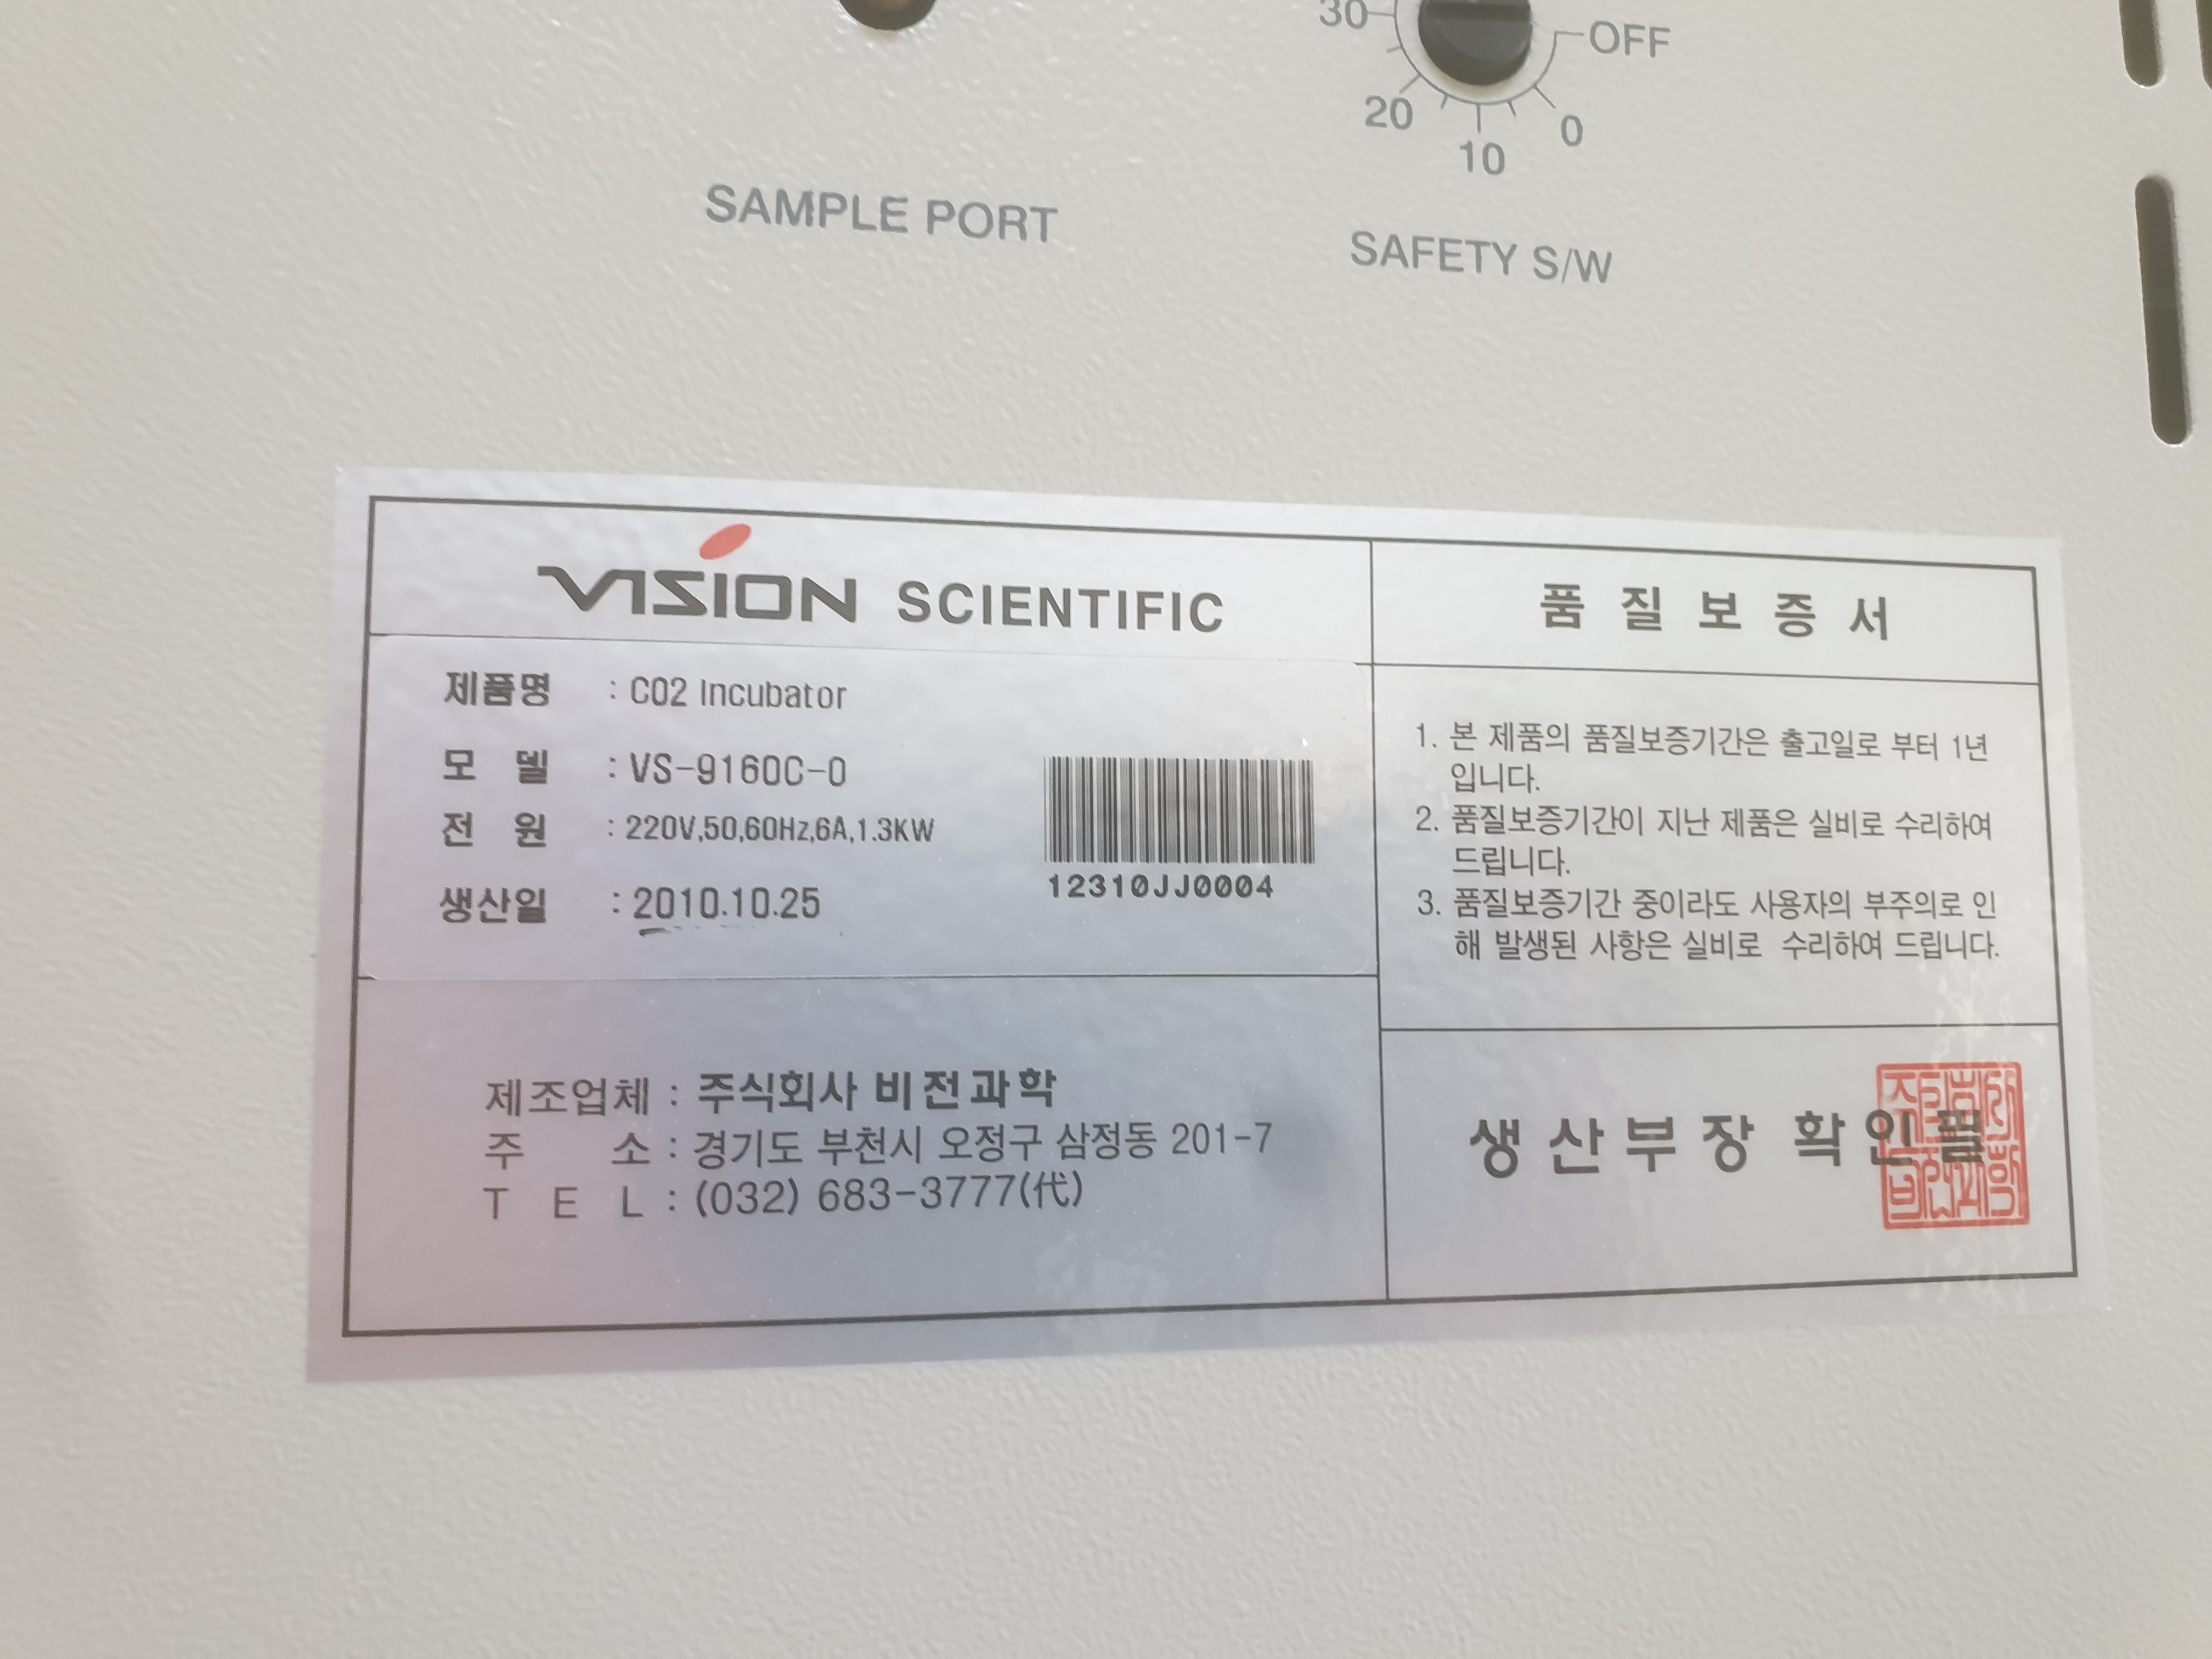 30
OFF
20
0
10
SAMPLE PORT
SAFETY S/W
VISION SCIENTIFIC
제품명 : CO2 Incubator
모 델 : VS-9160C-0
전 원 : 220V,50,60Hz,6A,1.3KW
생산일 : 2010.10.25
12310JJ0004
제조업체 : 주식회사 비전과학
주 소 : 경기도 부천시 오정구 삼정동 201-7
T E L : (032) 683-3777(代)
품 질 보 증 서
1. 본 제품의 품질보증기간은 출고일로 부터 1년
입니다.
2. 품질보증기간이 지난 제품은 실비로 수리하여
드립니다.
3. 품질보증기간 중이라도 사용자의 부주의로 인
해 발생된 사항은 실비로 수리하여 드립니다.
생 산 부 장 확 인 필